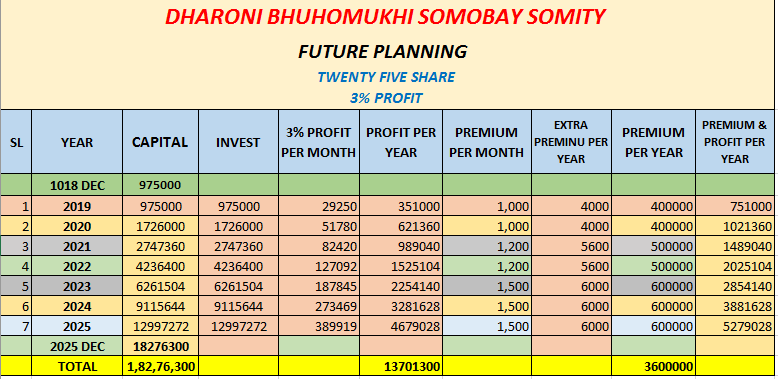 DHARONI BHUHOMUKHI SOMOBAY SOMITY
FUTURE PLANNING
TWENTY FIVE SHARE
3% PROFIT
SL YEAR CAPITAL INVEST 3% PROFIT PER MONTH PROFIT PER YEAR PREMIUM PER MONTH EXTRA PREMINU PER YEAR PREMIUM PER YEAR PREMIUM & PROFIT PER YEAR
1018 DEC 975000
1 2019 975000 975000 29250 351000 1,000 4000 400000 751000
2 2020 1726000 1726000 51780 621360 1,000 4000 400000 1021360
3 2021 2747360 2747360 82420 989040 1,200 5600 500000 1489040
4 2022 4236400 4236400 127092 1525104 1,200 5600 500000 2025104
5 2023 6261504 6261504 187845 2254140 1,500 6000 600000 2854140
6 2024 9115644 9115644 273469 3281628 1,500 6000 600000 3881628
7 2025 12997272 12997272 389919 4679028 1,500 6000 600000 5279028
2025 DEC 18276300
TOTAL 1,82,76,300 13701300 3600000